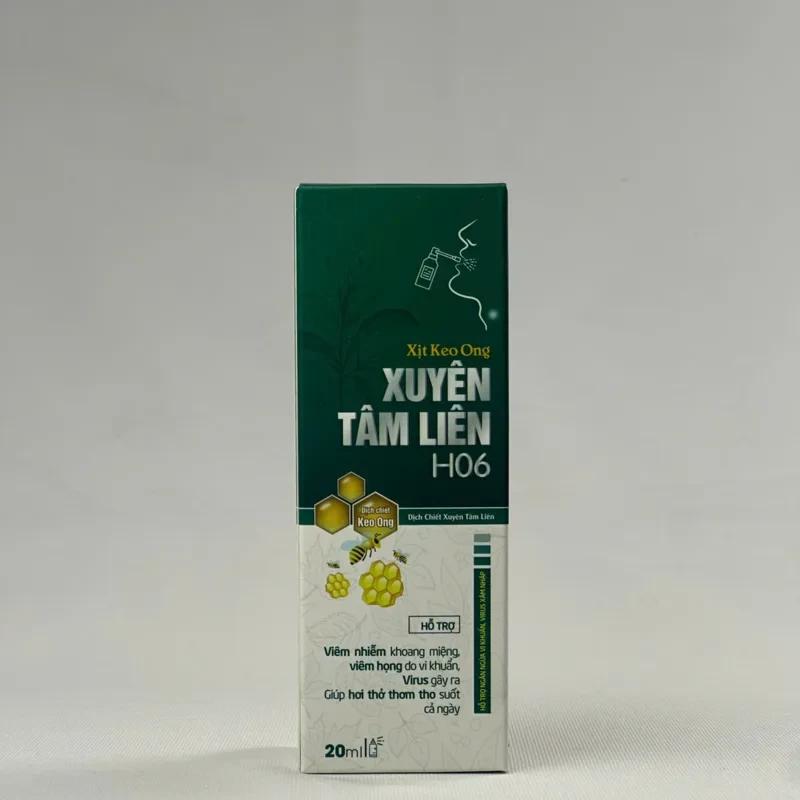 Xịt Keo Ong
XUYÊN
TÂM LIÊN
H06
Dịch chiết
Keo Ong
Dịch Chiết Xuyên Tâm Liên
HỖ TRỢ
Viêm nhiễm khoang miệng,
viêm họng do vi khuẩn,
Virus gây ra
Giúp hơi thở thơm tho suốt
cả ngày
HỖ TRỢ NGĂN NGỪA VI KHUẨN, VIRUS XÂM NHẬP
20ml